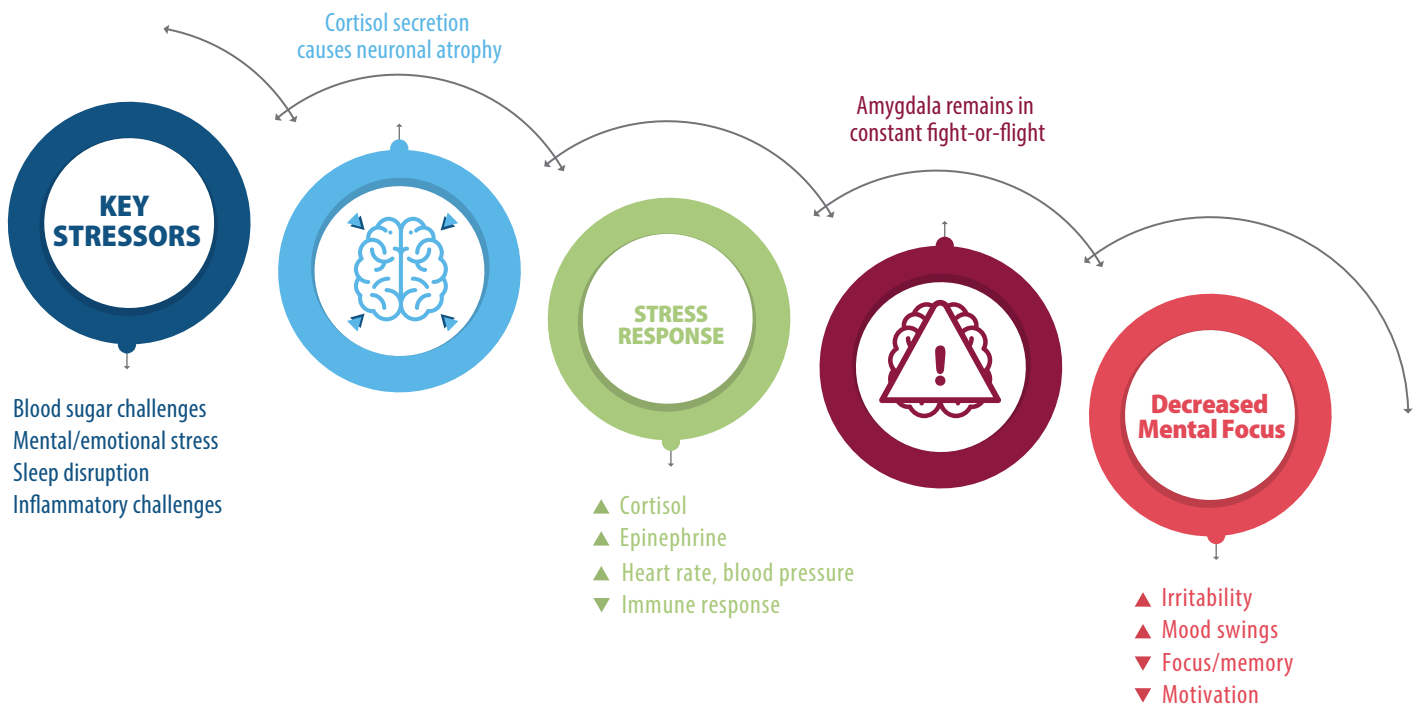 Cortisol secretion
causes neuronal atrophy
Amygdala remains in
constant fight-or-flight
KEY
STRESSORS
Blood sugar challenges
Mental/emotional stress
Sleep disruption
Inflammatory challenges
STRESS
RESPONSE
▲ Cortisol
▲ Epinephrine
▲ Heart rate, blood pressure
▼ Immune response
!
Decreased
Mental Focus
▲ Irritability
▲ Mood swings
▼ Focus/memory
▼ Motivation